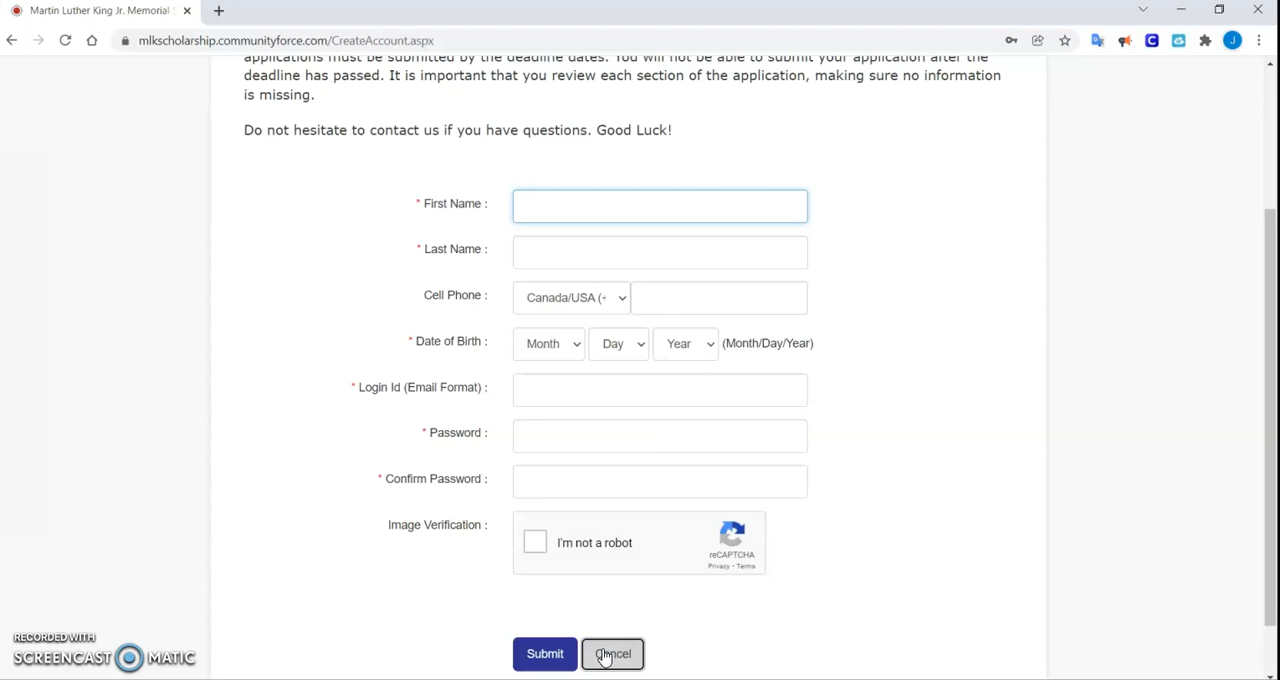 Martin Luther King Jr. Memorial S
mlkscholarship.communityforce.com/CreateAccount.aspx
J
applications must be submitted by the deadline dates. You will not be able to submit your application after the
deadline has passed. It is important that you review each section of the application, making sure no information
is missing.
Do not hesitate to contact us if you have questions. Good Luck!
* First Name :
* Last Name :
Cell Phone : Canada/USA (+
* Date of Birth : Month Day Year (Month/Day/Year)
* Login Id (Email Format) :
* Password :
* Confirm Password :
Image Verification :
I'm not a robot
reCAPTCHA
Privacy - Terms
Submit Cancel
RECORDED WITH
SCREENCAST MATIC